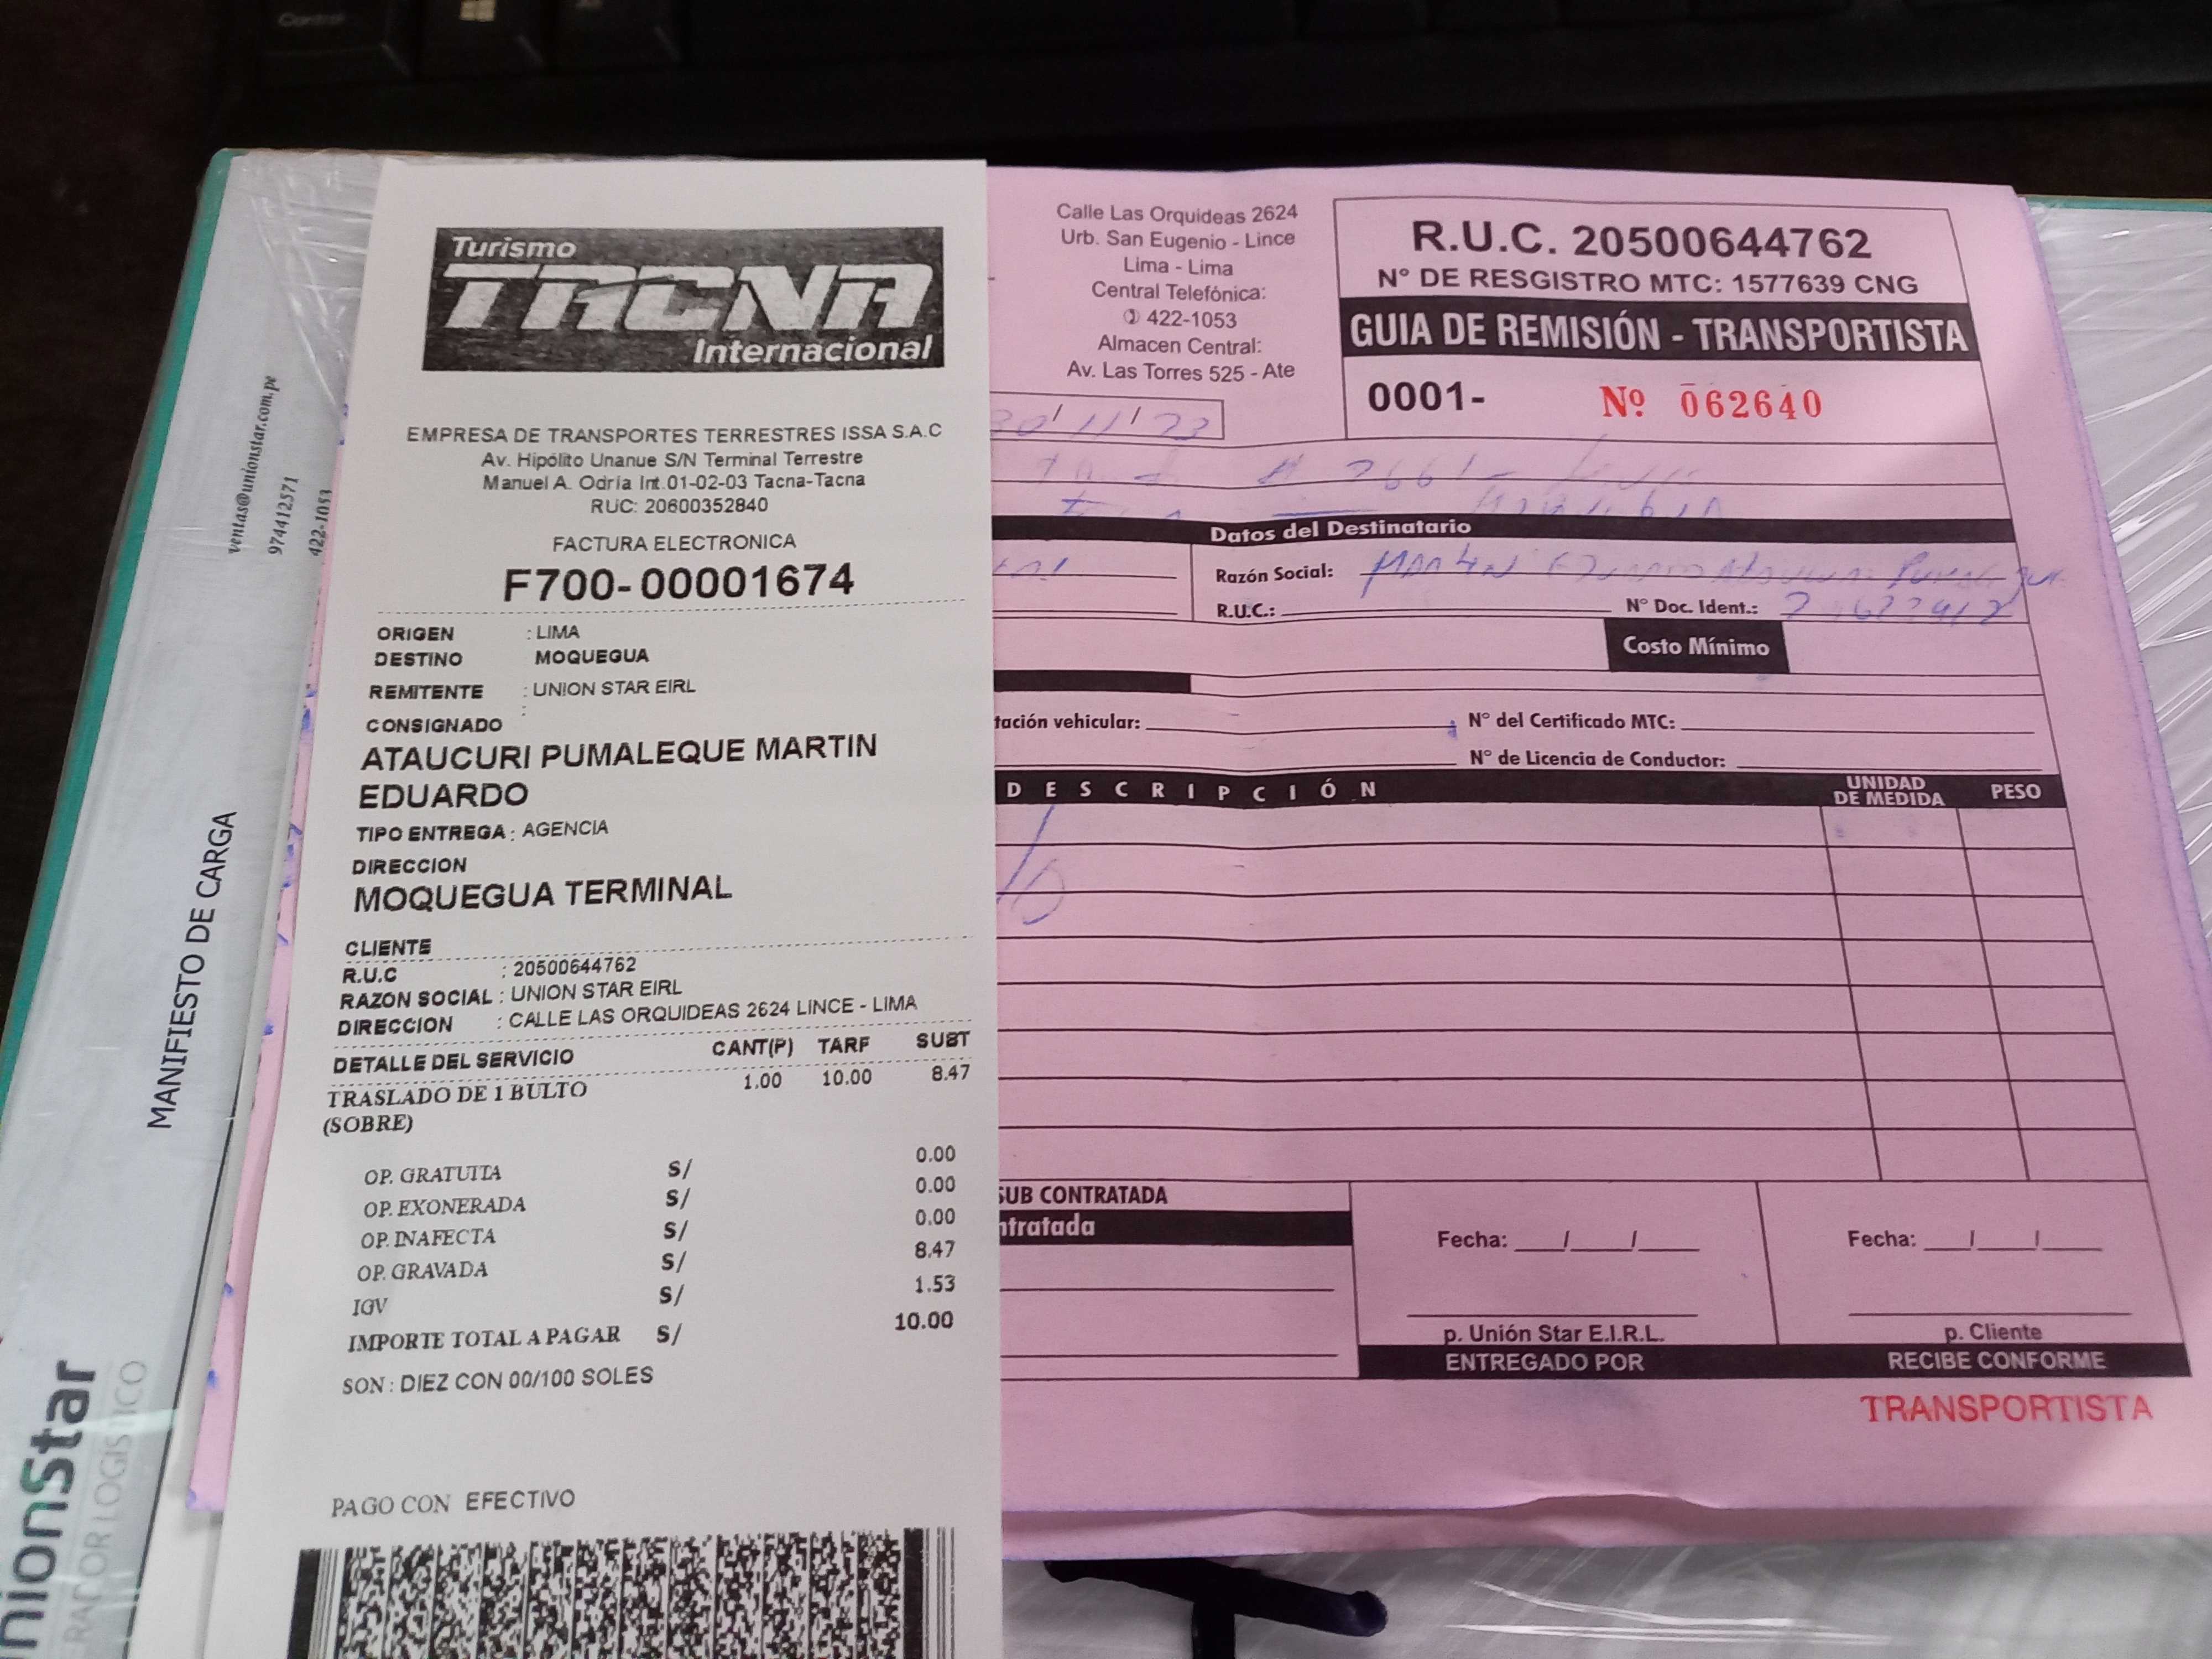 Control
Turismo
TACNA
Internacional
EMPRESA DE TRANSPORTES TERRESTRES ISSA S.A.C
Av. Hipólito Unanue S/N Terminal Terrestre
Manuel A. Odria Int.01-02-03 Tacna-Tacna
RUC: 20600352840
FACTURA ELECTRONICA
F700-00001674
ORIGEN : LIMA
DESTINO MOQUEGUA
REMITENTE : UNION STAR EIRL
:
CONSIGNADO
ATAUCURI PUMALEQUE MARTIN
EDUARDO
TIPO ENTREGA : AGENCIA
DIRECCION
MOQUEGUA TERMINAL
CLIENTE
R.U.C : 20500644762
RAZON SOCIAL : UNION STAR EIRL
DIRECCION : CALLE LAS ORQUIDEAS 2624 LINCE - LIMA
DETALLE DEL SERVICIO CANT(P) TARF SUBT
TRASLADO DE 1 BULTO 1.00 10.00 8.47
(SOBRE)
OP. GRATUITA S/ 0.00
OP. EXONERADA S/ 0.00
OP. INAFECTA S/ 0.00
OP. GRAVADA S/ 8.47
IGV S/ 1.53
IMPORTE TOTAL A PAGAR S/ 10.00
SON : DIEZ CON 00/100 SOLES
PAGO CON EFECTIVO
Calle Las Orquideas 2624
Urb. San Eugenio - Lince
Lima - Lima
Central Telefónica:
422-1053
Almacen Central:
Av. Las Torres 525 - Ate
30/11/23
R.U.C. 20500644762
N° DE RESGISTRO MTC: 1577639 CNG
GUIA DE REMISIÓN - TRANSPORTISTA
0001- Nº 062640
Datos del Destinatario
Razón Social:
R.U.C.: N° Doc. Ident.:
Costo Mínimo
tación vehicular: N° del Certificado MTC:
N° de Licencia de Conductor:
DESCRIPCIÓN UNIDAD DE MEDIDA PESO
SUB CONTRATADA
ntratada
Fecha: / / Fecha: / /
p. Unión Star E.I.R.L. p. Cliente
ENTREGADO POR RECIBE CONFORME
TRANSPORTISTA
ventas@unionstar.com.pe
974412571
422-1053
MANIFIESTO DE CARGA
nionstar
ERADOR LOGISTICO